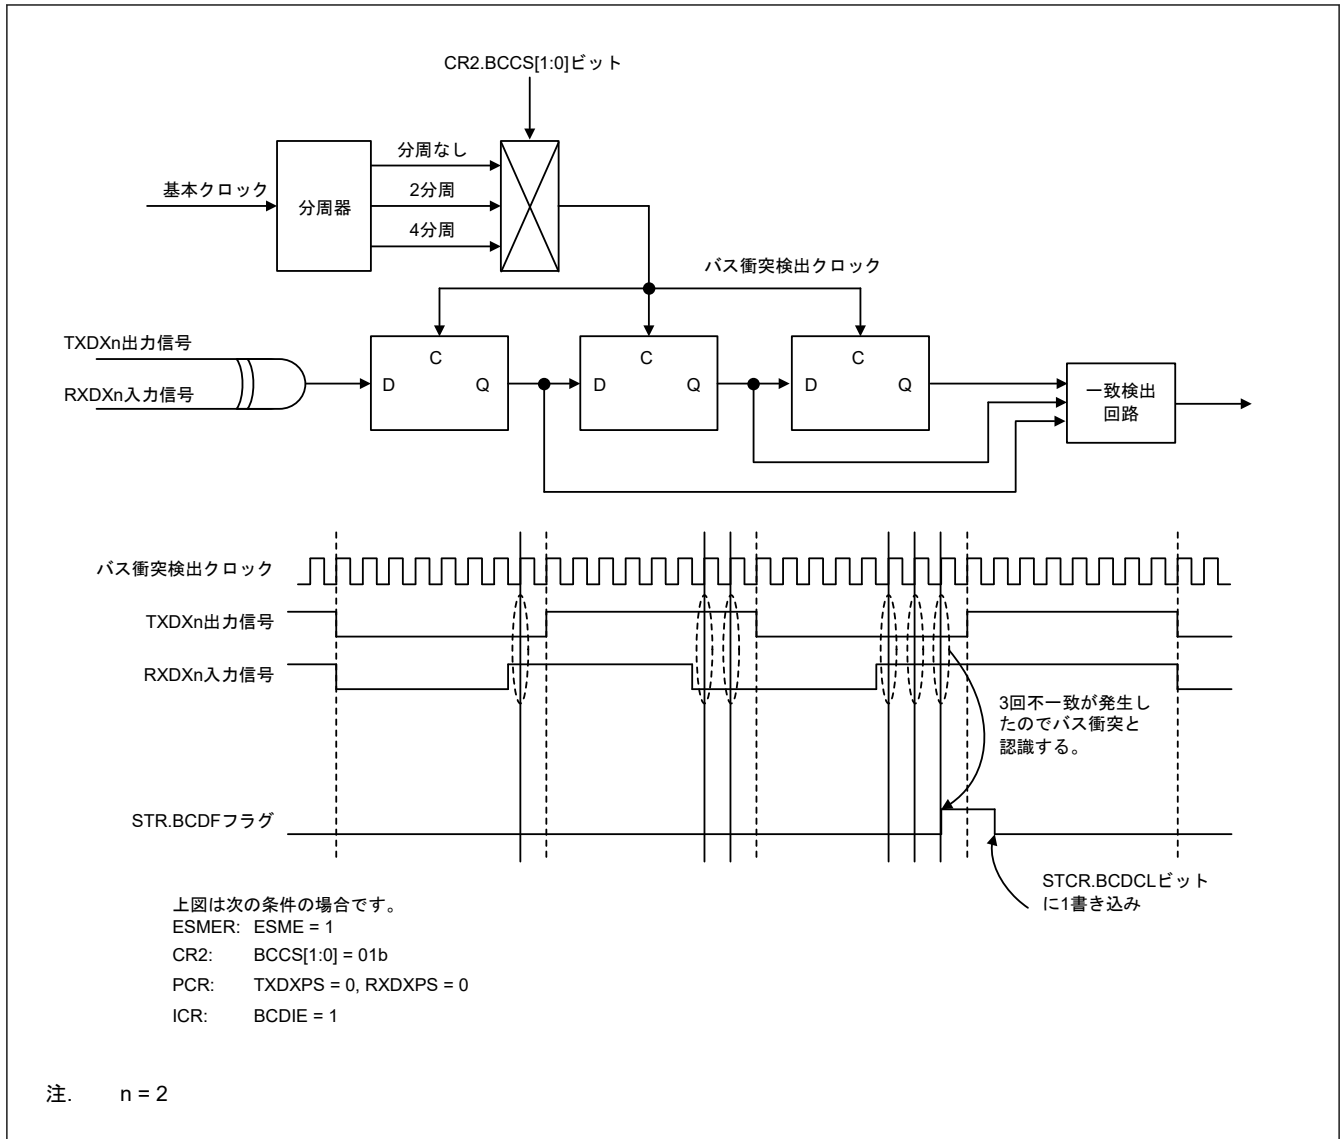 CR2.BCCS[1:0]ビット
分周なし
基本クロック
分周器
2分周
4分周
バス衝突検出クロック
TXDXn出力信号
RXDXn入力信号
C
D
Q
C
D
Q
C
D
Q
一致検出
回路
バス衝突検出クロック
TXDXn出力信号
RXDXn入力信号
3回不一致が発生し
たのでバス衝突と
認識する。
STR.BCDFフラグ
STCR.BCDCLビット
に1書き込み
上図は次の条件の場合です。
ESMER: ESME = 1
CR2: BCCS[1:0] = 01b
PCR: TXDXPS = 0, RXDXPS = 0
ICR: BCDIE = 1
注. n = 2